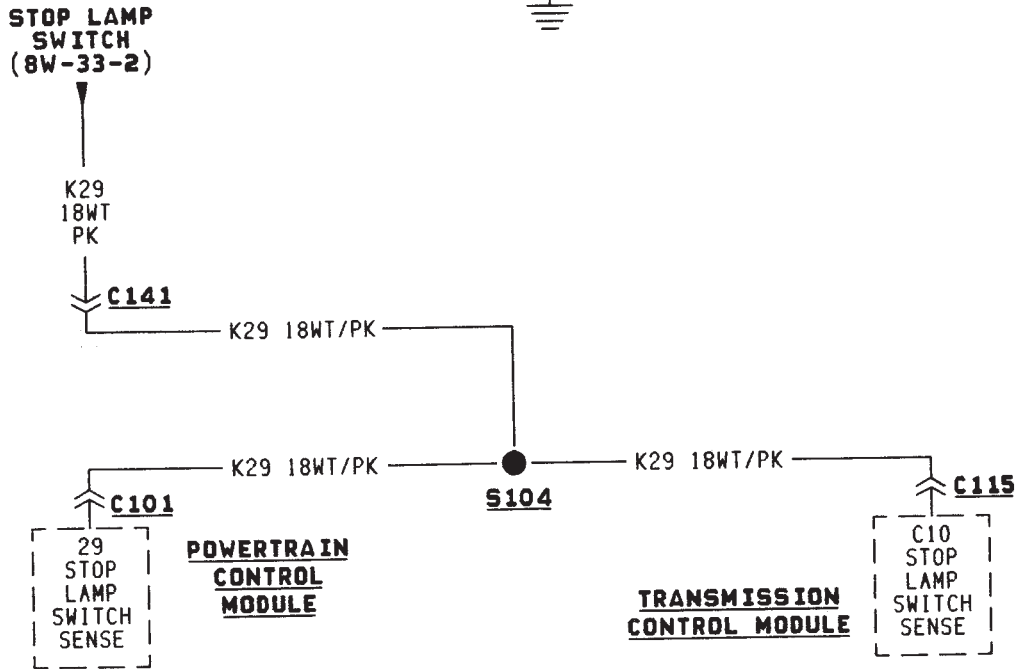 STOP LAMP
SWITCH
(8W-33-2)
K29
18WT
PK
C141
K29 18WT/PK
K29 18WT/PK
K29 18WT/PK
S104
C101
C115
29
STOP
LAMP
SWITCH
SENSE
POWERTRAIN
CONTROL
MODULE
TRANSMISSION
CONTROL MODULE
C10
STOP
LAMP
SWITCH
SENSE